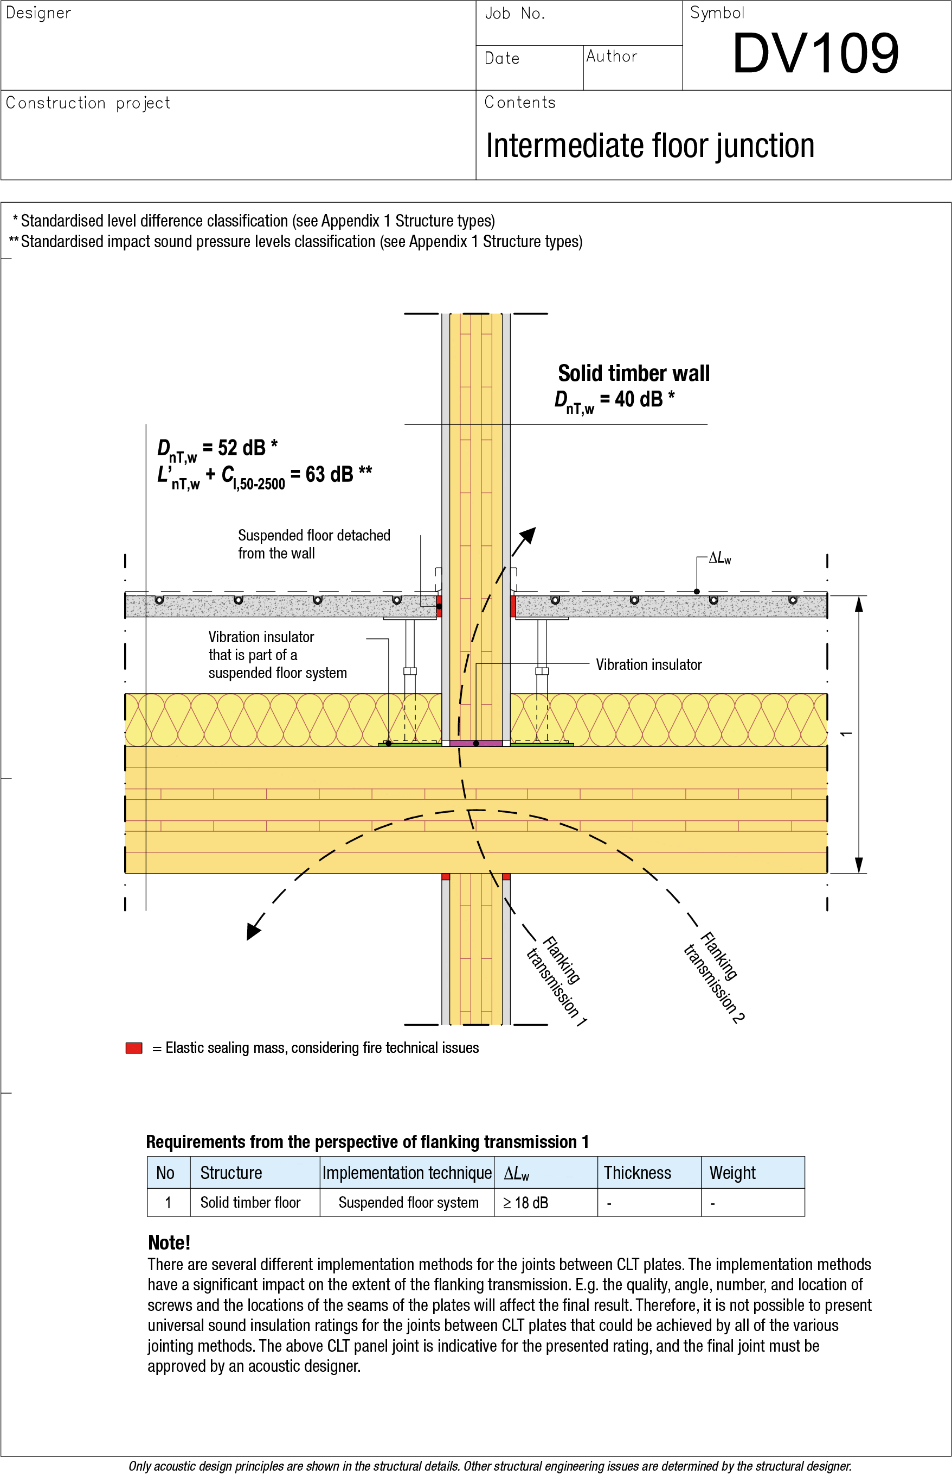 Designer
Job No.
Symbol
DV109
Date
Author
Construction project
Contents
Intermediate floor junction
* Standardised level difference classification (see Appendix 1 Structure types)
** Standardised impact sound pressure levels classification (see Appendix 1 Structure types)
Solid timber wall
DnT,w = 40 dB *
DnT,w = 52 dB *
L’nT,w + CI,50-2500 = 63 dB **
Suspended floor detached
from the wall
ΔLw
Vibration insulator
that is part of a
suspended floor system
Vibration insulator
1
Flanking
transmission 1
Flanking
transmission 2
= Elastic sealing mass, considering fire technical issues
Requirements from the perspective of flanking transmission 1
No Structure Implementation technique ΔLw Thickness Weight
1 Solid timber floor Suspended floor system ≥ 18 dB - -
Note!
There are several different implementation methods for the joints between CLT plates. The implementation methods
have a significant impact on the extent of the flanking transmission. E.g. the quality, angle, number, and location of
screws and the locations of the seams of the plates will affect the final result. Therefore, it is not possible to present
universal sound insulation ratings for the joints between CLT plates that could be achieved by all of the various
jointing methods. The above CLT panel joint is indicative for the presented rating, and the final joint must be
approved by an acoustic designer.
Only acoustic design principles are shown in the structural details. Other structural engineering issues are determined by the structural designer.